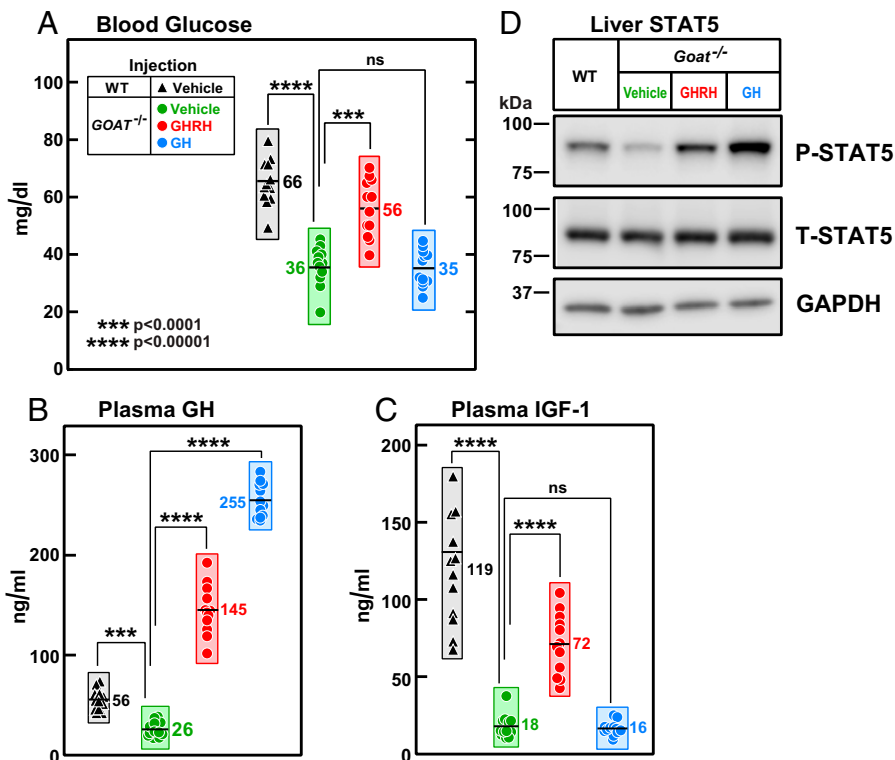 A Blood Glucose
mg/dl
100
80
60
40
20
0
Injection
WT ▲ Vehicle
GOAT-/- ● Vehicle
● GHRH
● GH
****
***
ns
66
36
56
35
*** p<0.0001
**** p<0.00001
D Liver STAT5
WT
Goat-/-
Vehicle GHRH GH
kDa
100
75
P-STAT5
100
75
T-STAT5
37
GAPDH
B Plasma GH
ng/ml
300
200
100
0
****
****
***
56
26
145
255
C Plasma IGF-1
ng/ml
200
150
100
50
0
****
ns
****
119
18
72
16